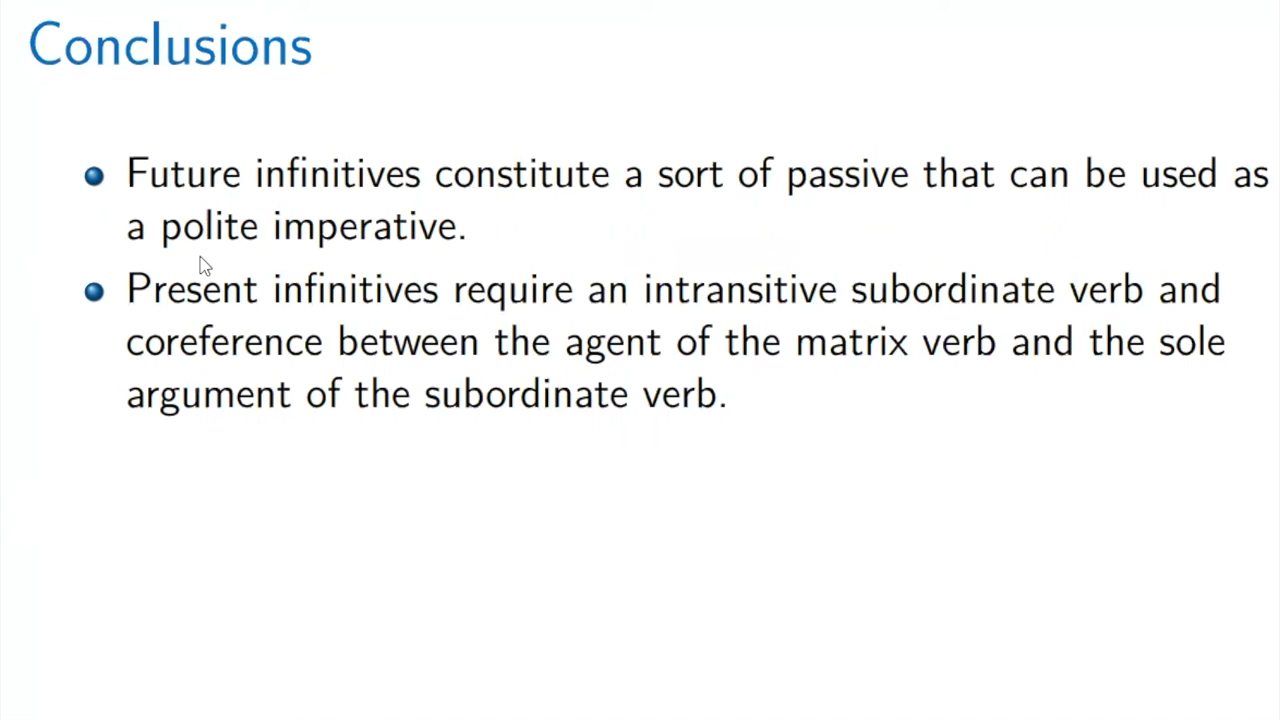 Conclusions
Future infinitives constitute a sort of passive that can be used as
a polite imperative.
Present infinitives require an intransitive subordinate verb and
coreference between the agent of the matrix verb and the sole
argument of the subordinate verb.